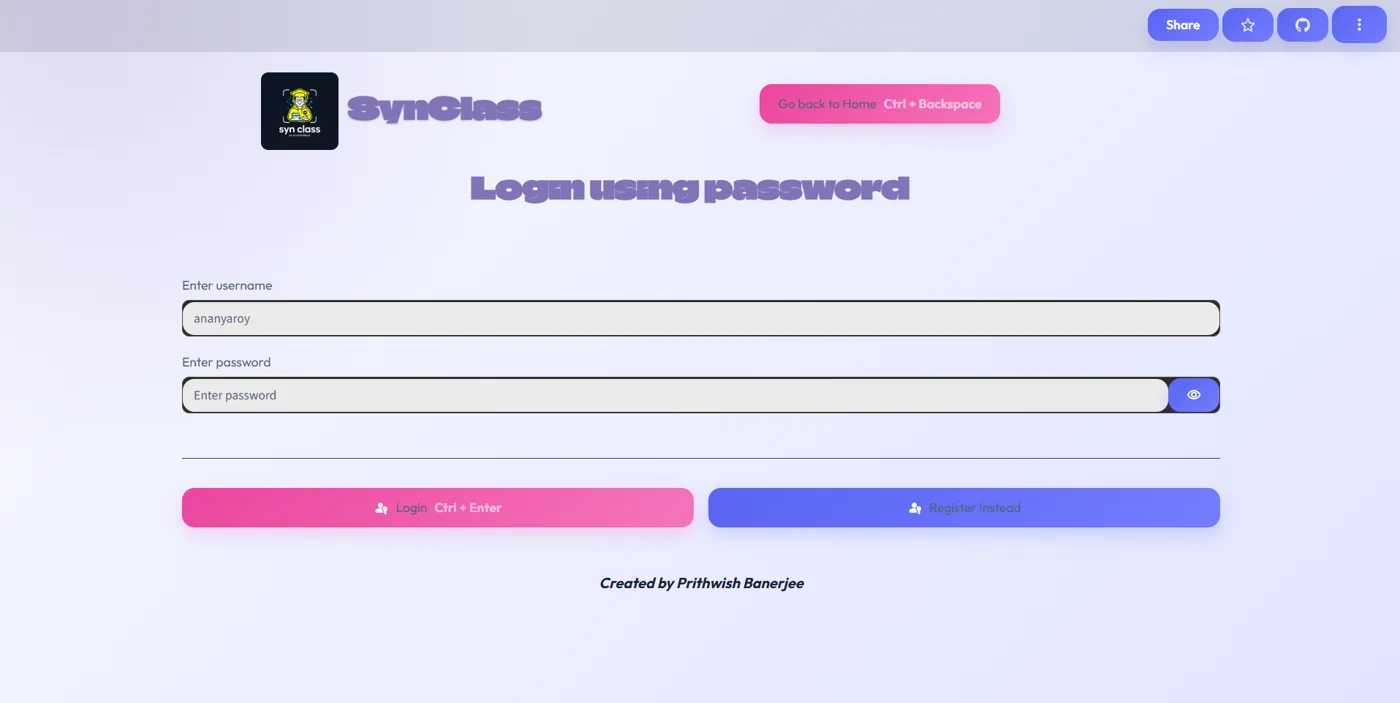 Share
syn class
SynClass
Go back to Home Ctrl + Backspace
Login using password
Enter username
ananyaroy
Enter password
Enter password
Login Ctrl + Enter
Register Instead
Created by Prithwish Banerjee